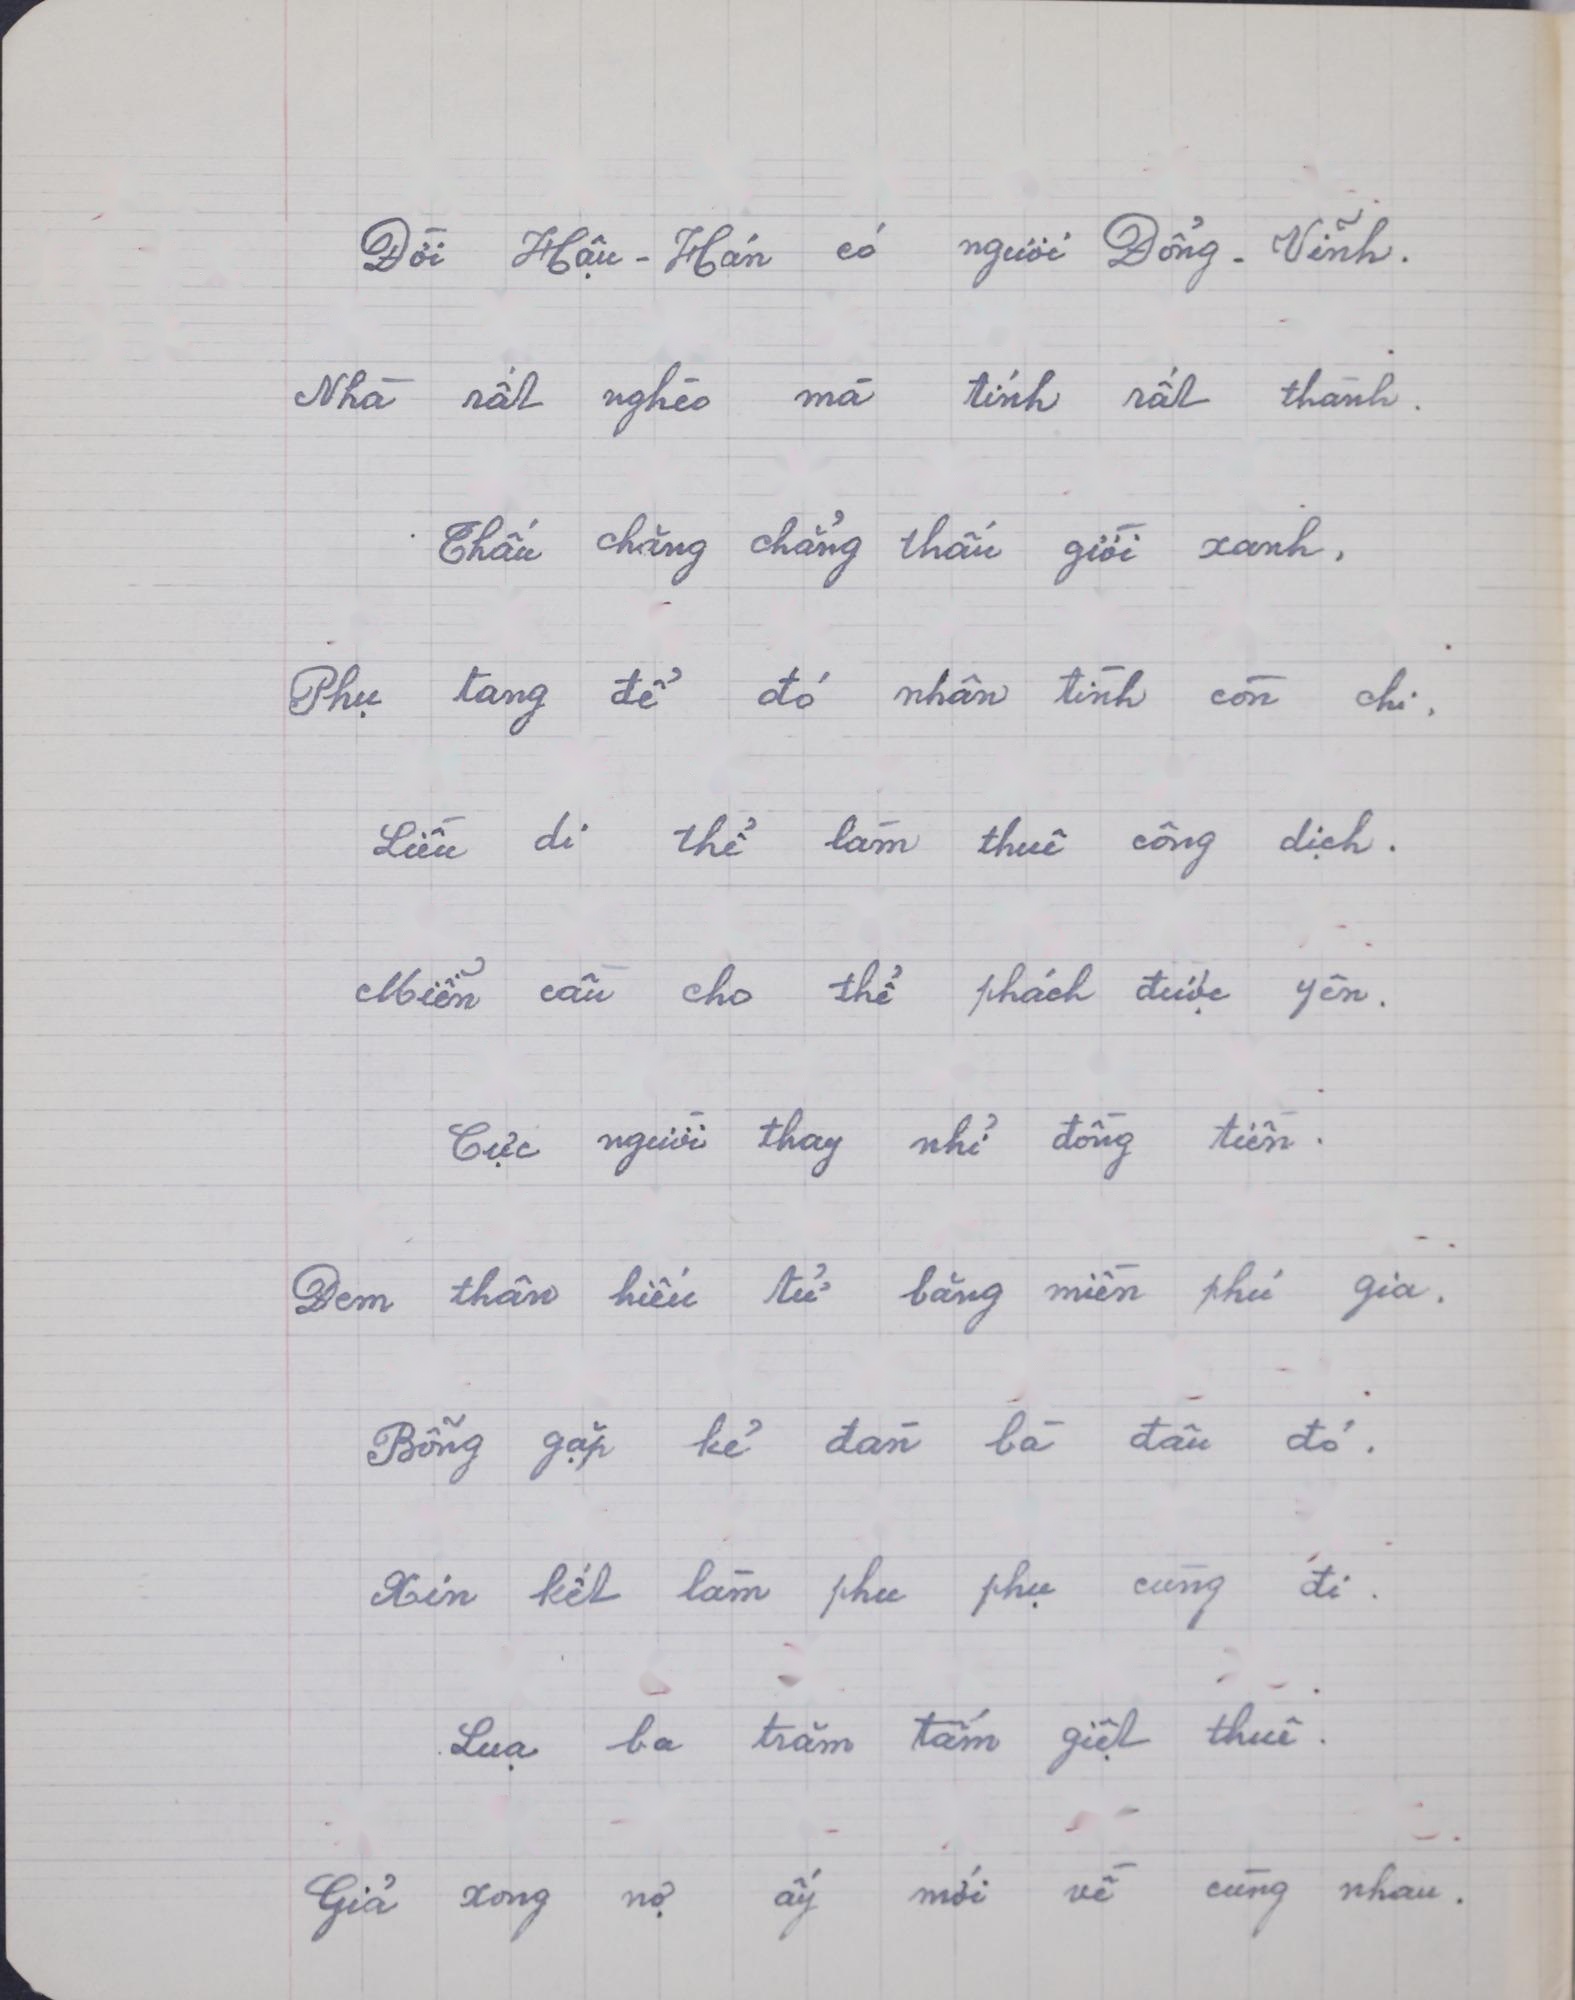 Đời Hậu-Hán có người Đổng-Vĩnh.
Nhà rất nghèo mà tính rất thành.
Thấu chăng chẳng thấu giời xanh,
Phụ tang để đó nhân tình còn chi,
Liều đi thể làm thuê công dịch.
Miễn cầu cho thể phách được yên.
Cực người thay nhỉ đồng tiền.
Đem thân hiếu tử bằng miền phú gia.
Bỗng gặp kẻ đàn bà đâu đó.
Xin kết làm phu phụ cùng đi.
Lụa ba trăm tấm giệt thuê.
Giả xong nợ ấy mới về cùng nhau.